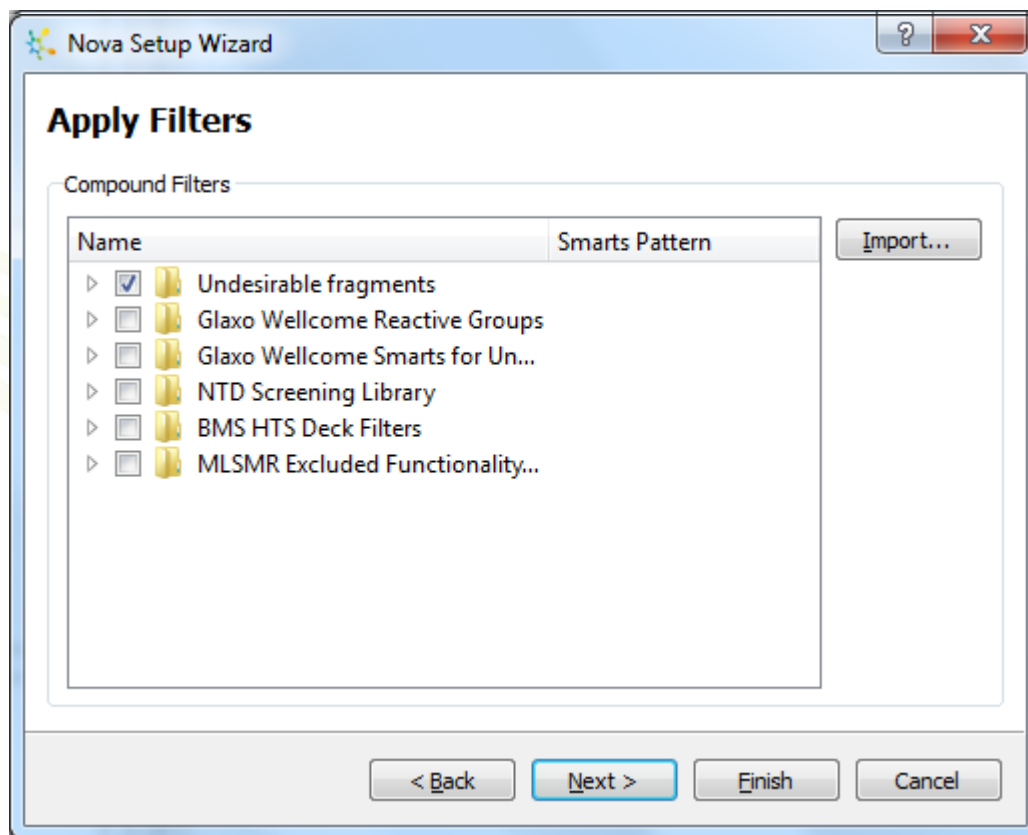 Nova Setup Wizard
Apply Filters
Compound Filters
Name Smarts Pattern
Import...
Undesirable fragments
Glaxo Wellcome Reactive Groups
Glaxo Wellcome Smarts for Un...
NTD Screening Library
BMS HTS Deck Filters
MLSMR Excluded Functionality...
< Back Next > Finish Cancel